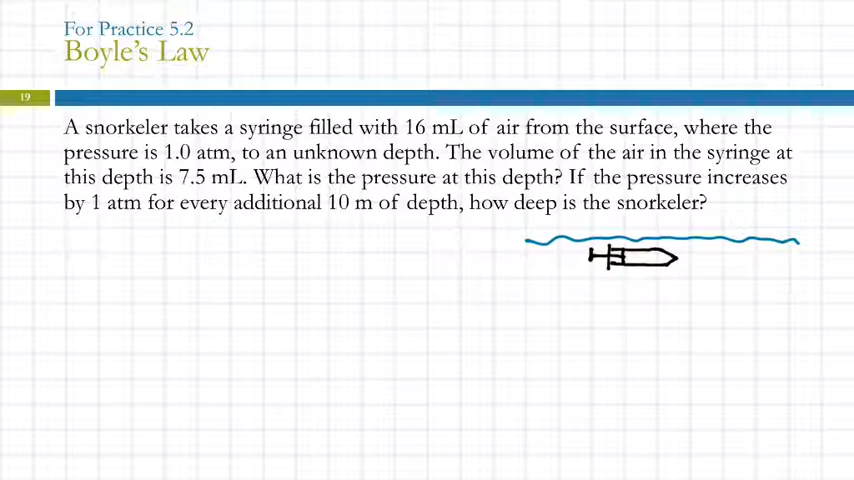 For Practice 5.2
Boyle's Law
19
A snorkeler takes a syringe filled with 16 mL of air from the surface, where the
pressure is 1.0 atm, to an unknown depth. The volume of the air in the syringe at
this depth is 7.5 mL. What is the pressure at this depth? If the pressure increases
by 1 atm for every additional 10 m of depth, how deep is the snorkeler?